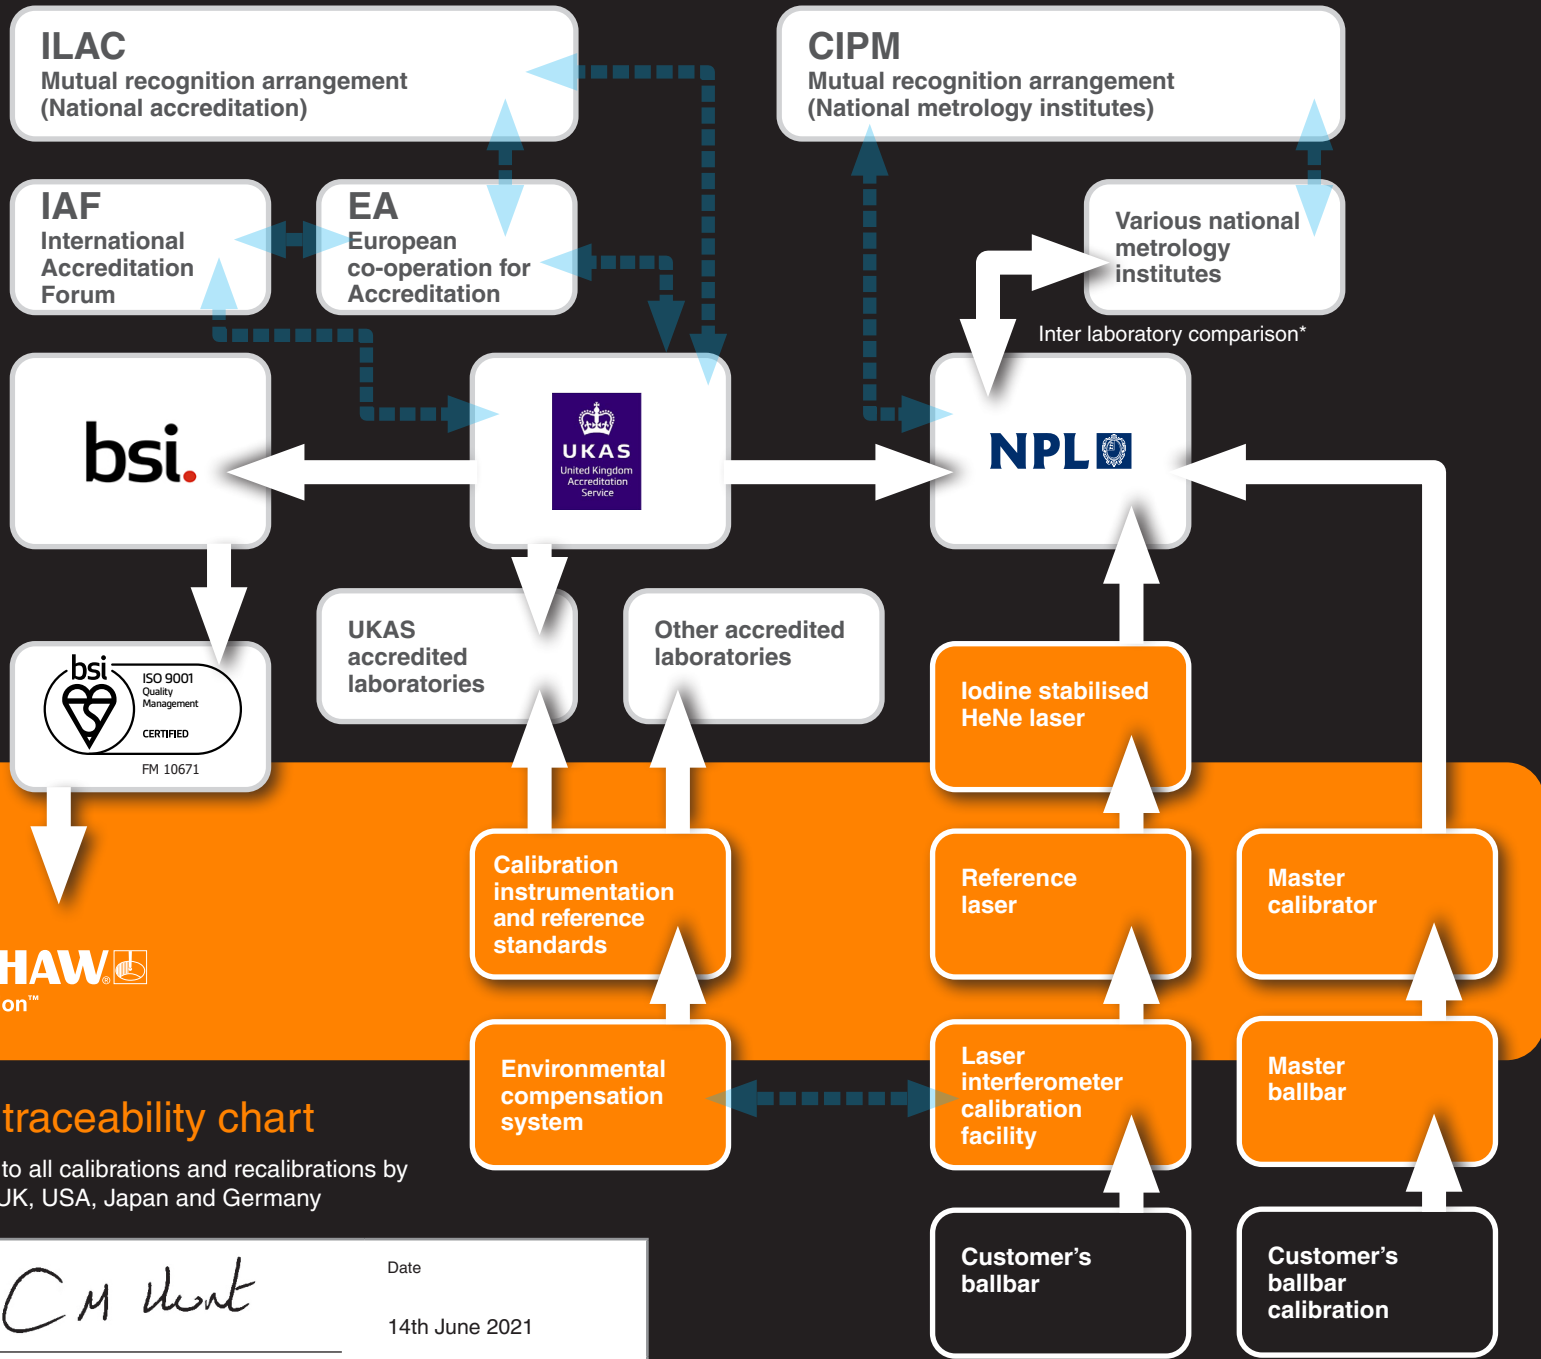 ILAC
Mutual recognition arrangement
(National accreditation)
CIPM
Mutual recognition arrangement
(National metrology institutes)
IAF
International
Accreditation
Forum
EA
European
co-operation for
Accreditation
Various national
metrology
institutes
Inter laboratory comparison*
bsi.
UKAS
United Kingdom
Accreditation
Service
NPL
bsi
ISO 9001
Quality
Management
CERTIFIED
FM 10671
UKAS
accredited
laboratories
Other accredited
laboratories
Iodine stabilised
HeNe laser
Calibration
instrumentation
and reference
standards
Reference
laser
Master
calibrator
HAW®
on™
Environmental
compensation
system
Laser
interferometer
calibration
facility
Master
ballbar
traceability chart
to all calibrations and recalibrations by
UK, USA, Japan and Germany
Customer's
ballbar
Customer's
ballbar
calibration
C M Hunt
Date
14th June 2021